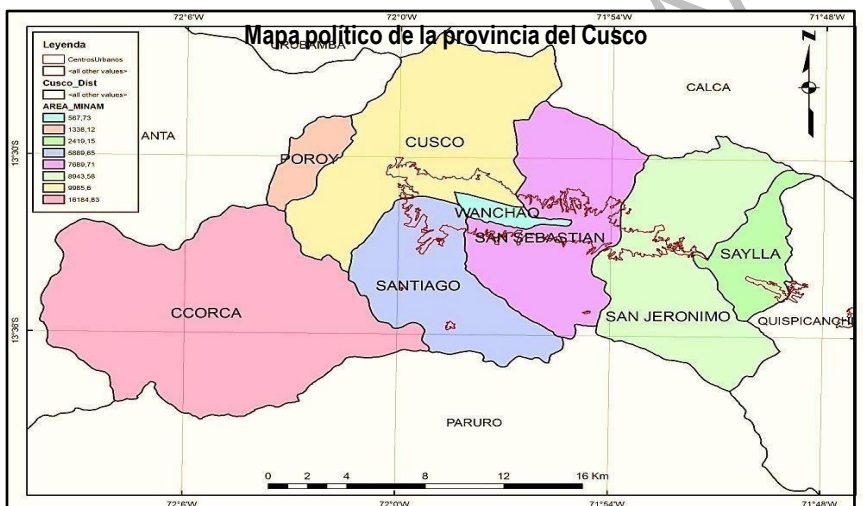 72°6'W 72°0'W 71°54'W 71°48'W
Mapa político de la provincia del Cusco
Leyenda
CentrosUrbanos
<all other values>
Cusco_Dist
<all other values>
AREA_MINAM
567,73
1338,12
2419,15
5889,65
7689,71
8943,58
9985,6
16184,83
URUBAMBA
N
CALCA
ANTA
CUSCO
POROY
13°30'S
WANCHAQ
SAN SEBASTIAN
SAYLLA
SANTIAGO
CCORCA
SAN JERONIMO
QUISPICANCHI
13°36'S
PARURO
0 2 4 8 12 16 Km
72°6'W 72°0'W 71°54'W 71°48'W